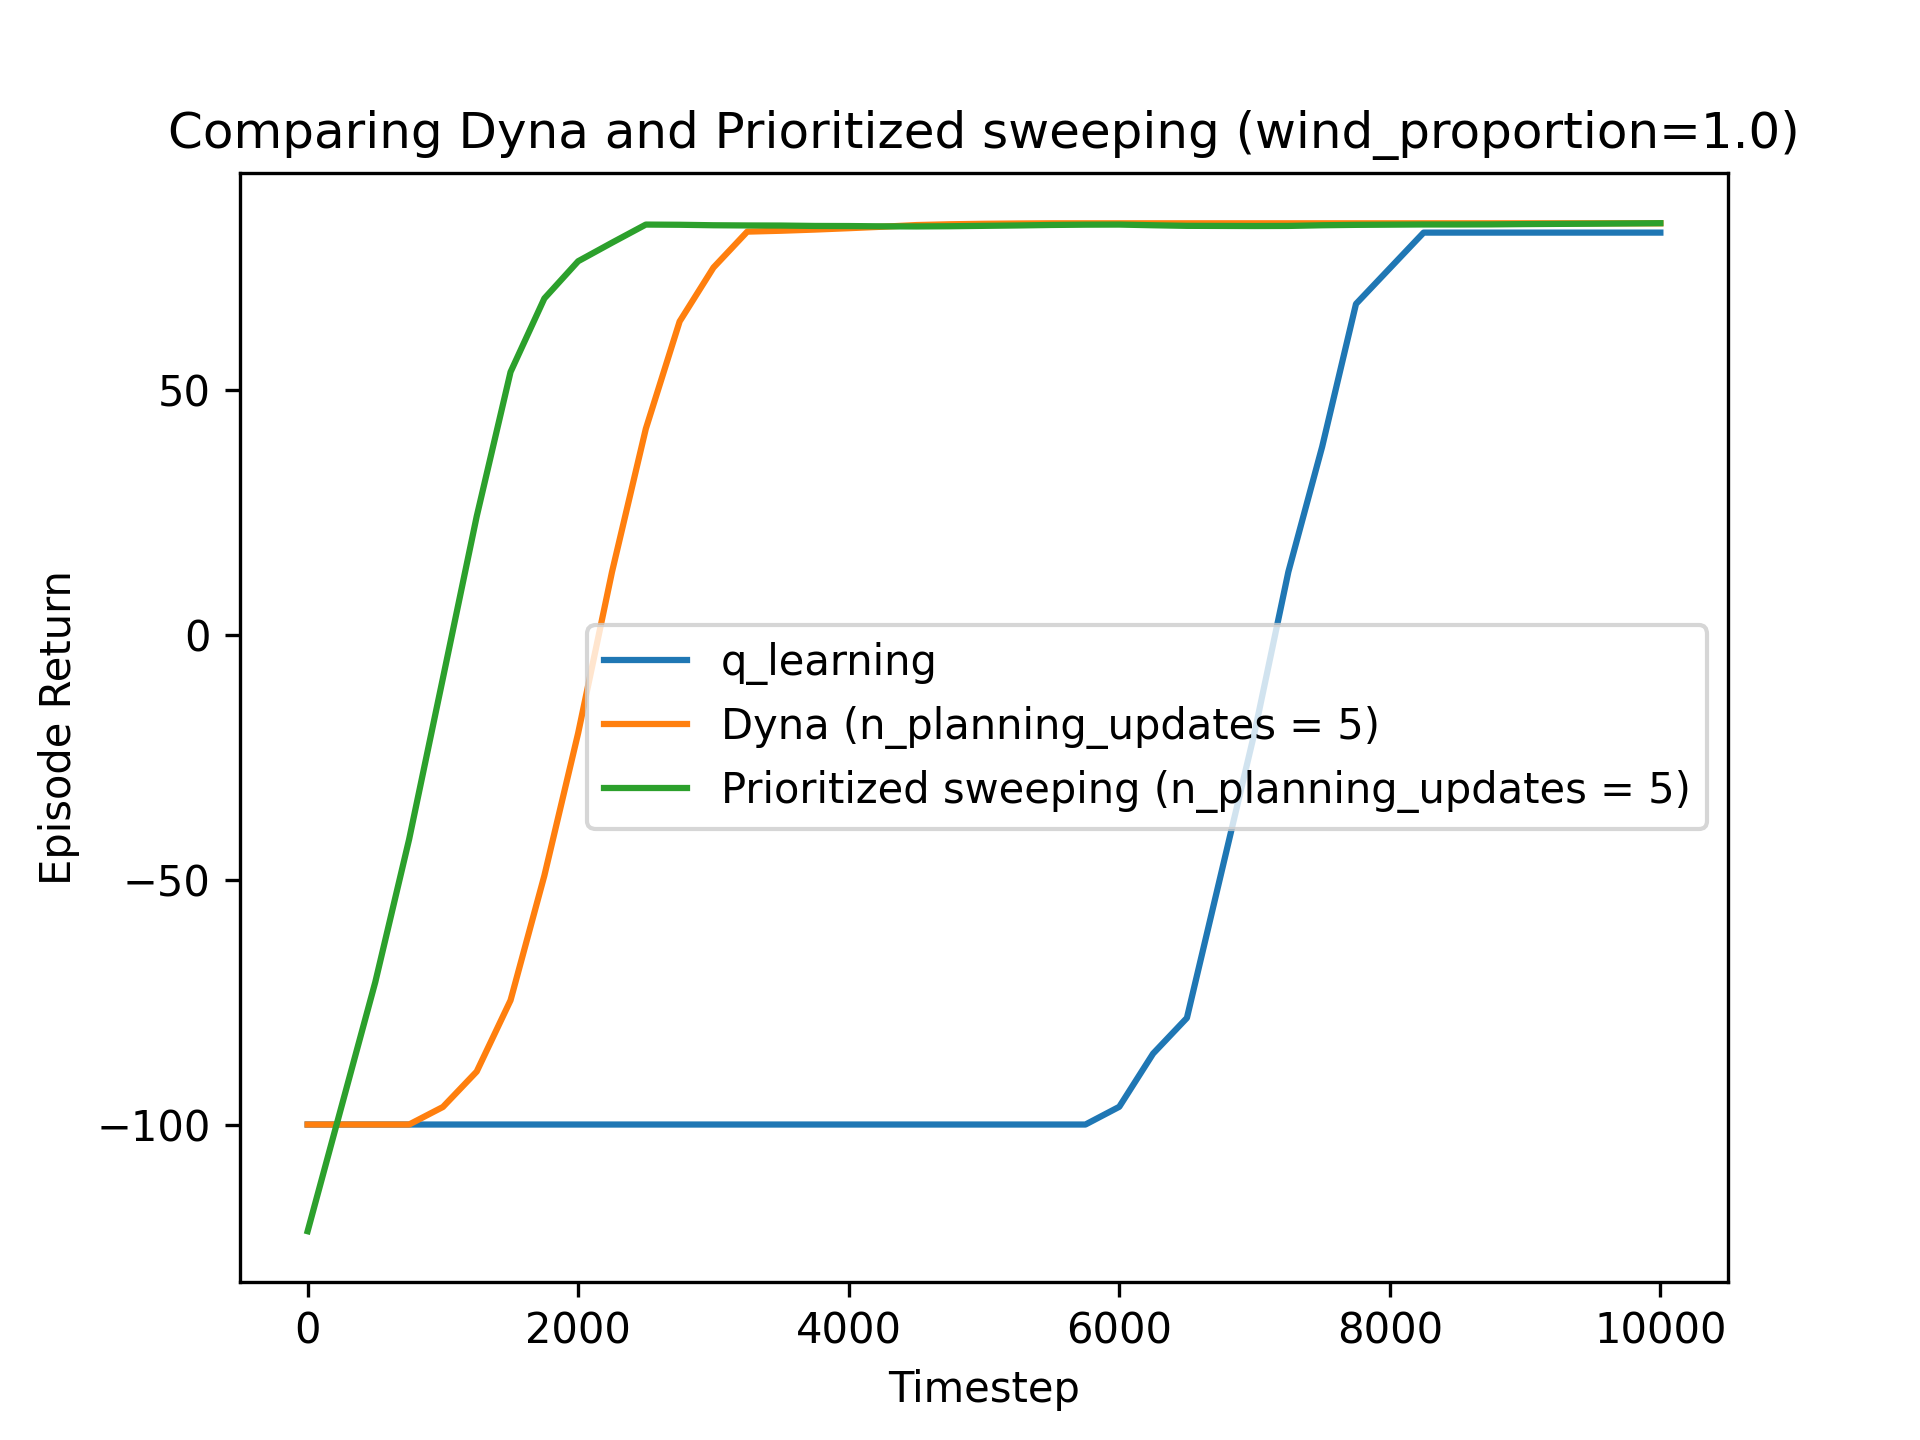 Comparing Dyna and Prioritized sweeping (wind_proportion=1.0)
50
0
−50
−100
Episode Return
q_learning
Dyna (n_planning_updates = 5)
Prioritized sweeping (n_planning_updates = 5)
0 2000 4000 6000 8000 10000
Timestep